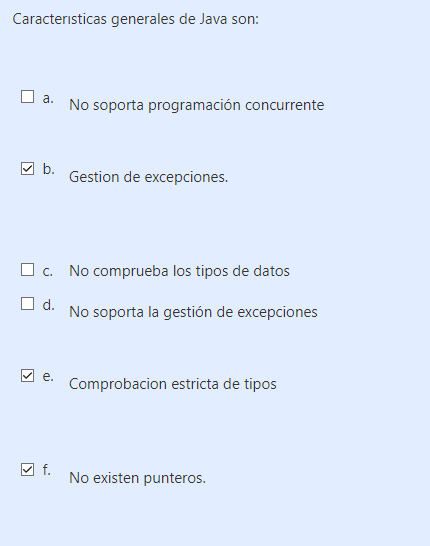 Caracterısticas generales de Java son:
a. No soporta programación concurrente
b. Gestion de excepciones.
c. No comprueba los tipos de datos
d. No soporta la gestión de excepciones
e. Comprobacion estricta de tipos
f. No existen punteros.